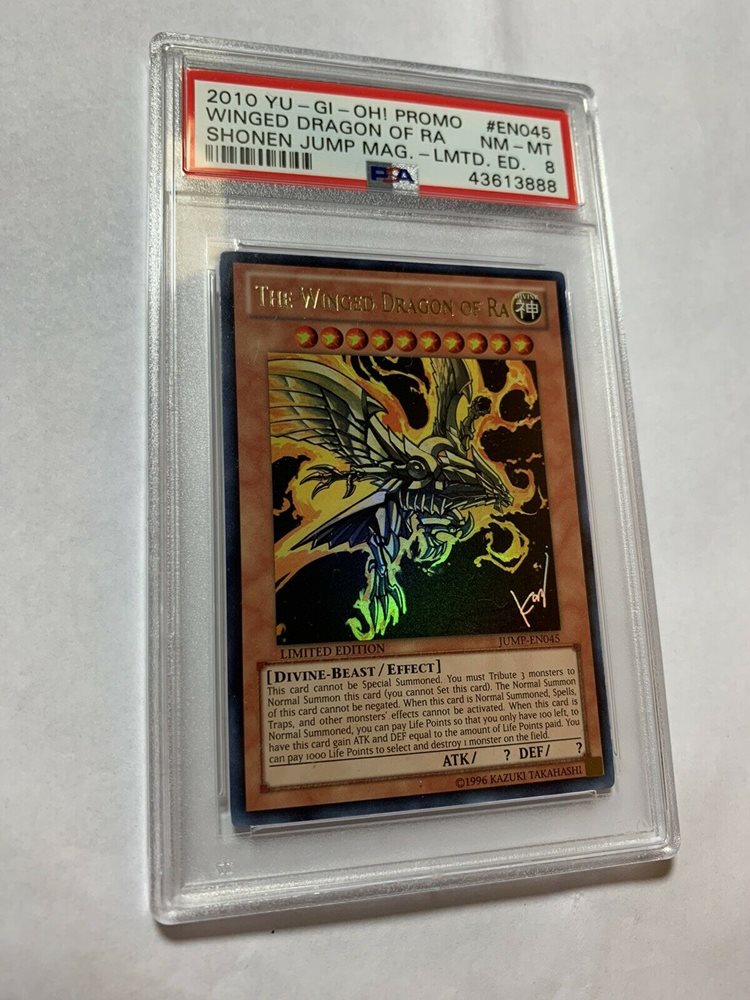 2010 YU-GI-OH! PROMO #EN045
WINGED DRAGON OF RA NM-MT
SHONEN JUMP MAG.-LMTD. ED. 8
PSA 43613888
THE WINGED DRAGON OF RA
DIVINE
神
Kazu
LIMITED EDITION JUMP-EN045
[DIVINE-BEAST/EFFECT]
This card cannot be Special Summoned. You must Tribute 3 monsters to
Normal Summon this card (you cannot Set this card). The Normal Summon
of this card cannot be negated. When this card is Normal Summoned, Spells,
Traps, and other monsters' effects cannot be activated. When this card is
Normal Summoned, you can pay Life Points so that you only have 100 left, to
have this card gain ATK and DEF equal to the amount of Life Points paid. You
can pay 1000 Life Points to select and destroy 1 monster on the field.
ATK/ ? DEF/ ?
©1996 KAZUKI TAKAHASHI